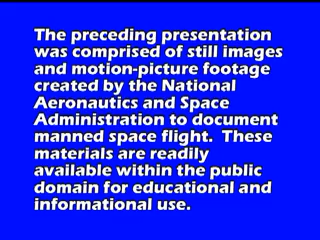 The preceding presentation
was comprised of still images
and motion-picture footage
created by the National
Aeronautics and Space
Administration to document
manned space flight.  These
materials are readily
available within the public
domain for educational and
informational use.